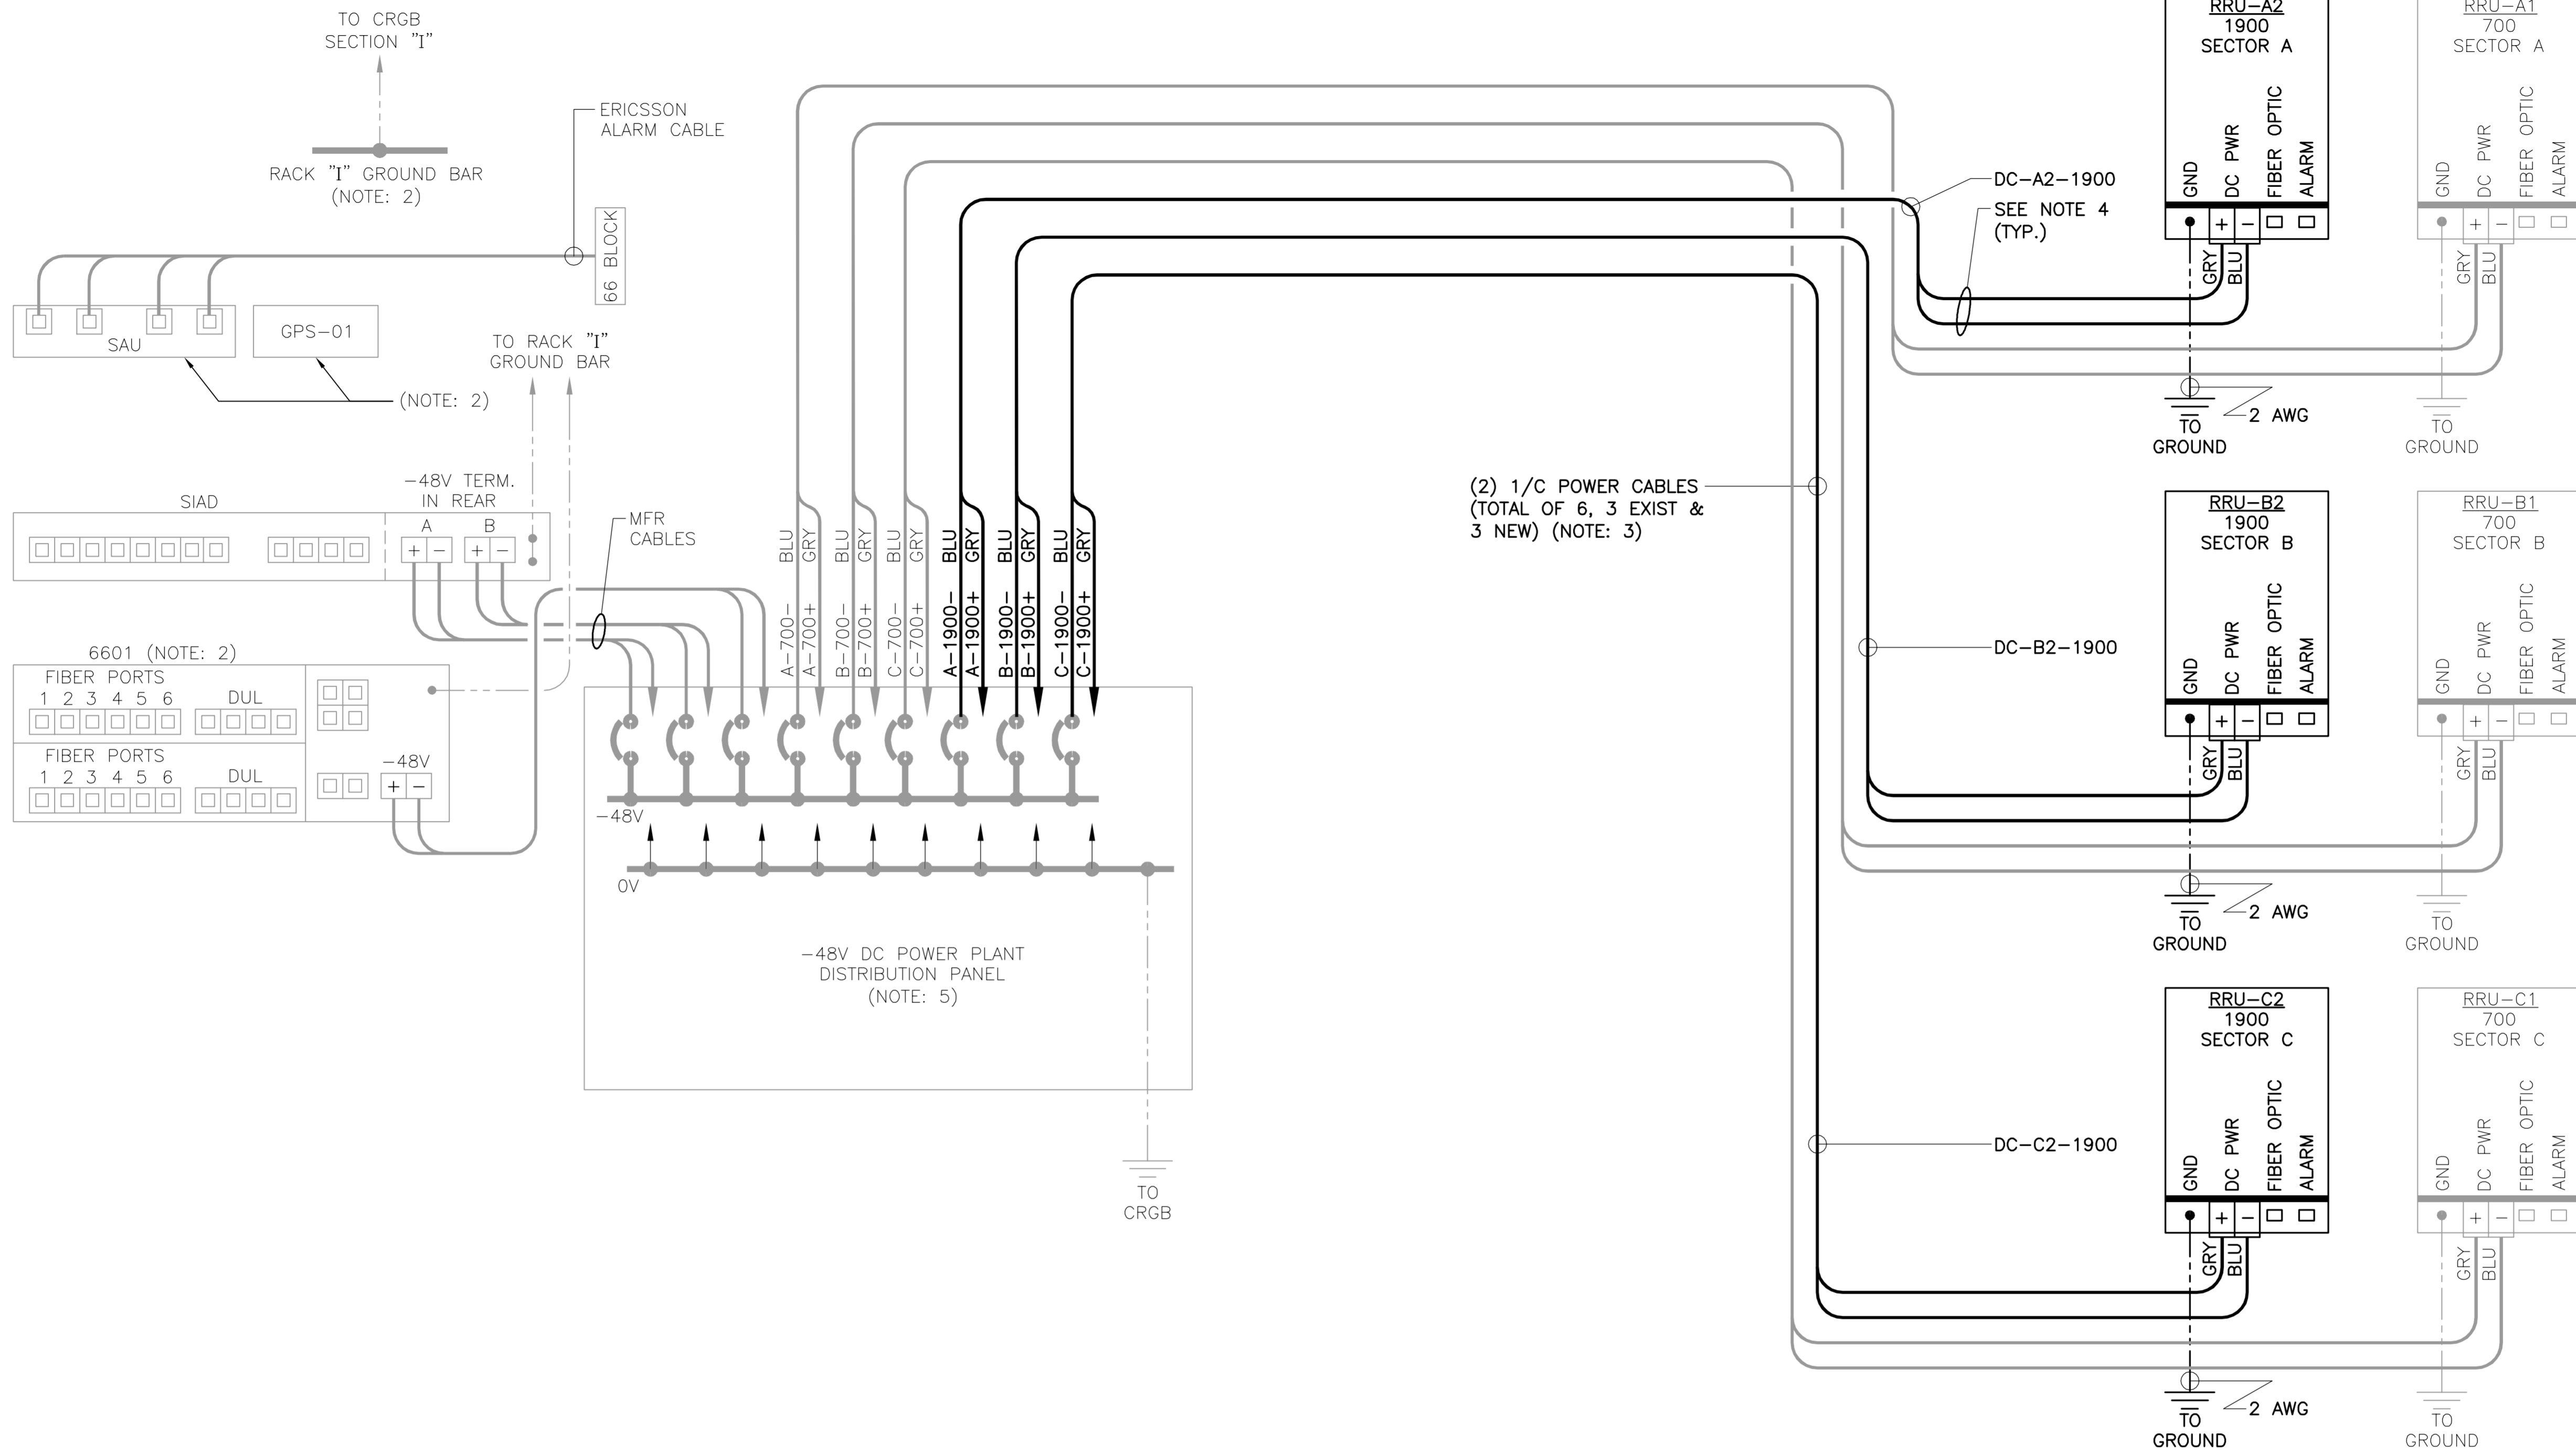 TO CRGB
SECTION "I"
RACK "I" GROUND BAR
(NOTE: 2)
ERICSSON
ALARM CABLE
66 BLOCK
SAU
GPS-01
(NOTE: 2)
TO RACK "I"
GROUND BAR
SIAD
-48V TERM.
IN REAR
A B
+ - + -
MFR
CABLES
6601 (NOTE: 2)
FIBER PORTS
1 2 3 4 5 6 DUL
FIBER PORTS
1 2 3 4 5 6 DUL
-48V
+ -
BLU
GRY
BLU
GRY
BLU
GRY
BLU
GRY
BLU
GRY
BLU
GRY
A-700-
A-700+
B-700-
B-700+
C-700-
C-700+
A-1900-
A-1900+
B-1900-
B-1900+
C-1900-
C-1900+
-48V
0V
-48V DC POWER PLANT
DISTRIBUTION PANEL
(NOTE: 5)
TO
CRGB
(2) 1/C POWER CABLES
(TOTAL OF 6, 3 EXIST &
3 NEW) (NOTE: 3)
DC-A2-1900
SEE NOTE 4
(TYP.)
DC-B2-1900
DC-C2-1900
RRU-A2
1900
SECTOR A
GND
DC PWR
FIBER OPTIC
ALARM
+ -
GRY
BLU
2 AWG
TO
GROUND
RRU-A1
700
SECTOR A
GND
DC PWR
FIBER OPTIC
ALARM
+ -
GRY
BLU
TO
GROUND
RRU-B2
1900
SECTOR B
GND
DC PWR
FIBER OPTIC
ALARM
+ -
GRY
BLU
2 AWG
TO
GROUND
RRU-B1
700
SECTOR B
GND
DC PWR
FIBER OPTIC
ALARM
+ -
GRY
BLU
TO
GROUND
RRU-C2
1900
SECTOR C
GND
DC PWR
FIBER OPTIC
ALARM
+ -
GRY
BLU
2 AWG
TO
GROUND
RRU-C1
700
SECTOR C
GND
DC PWR
FIBER OPTIC
ALARM
+ -
GRY
BLU
TO
GROUND